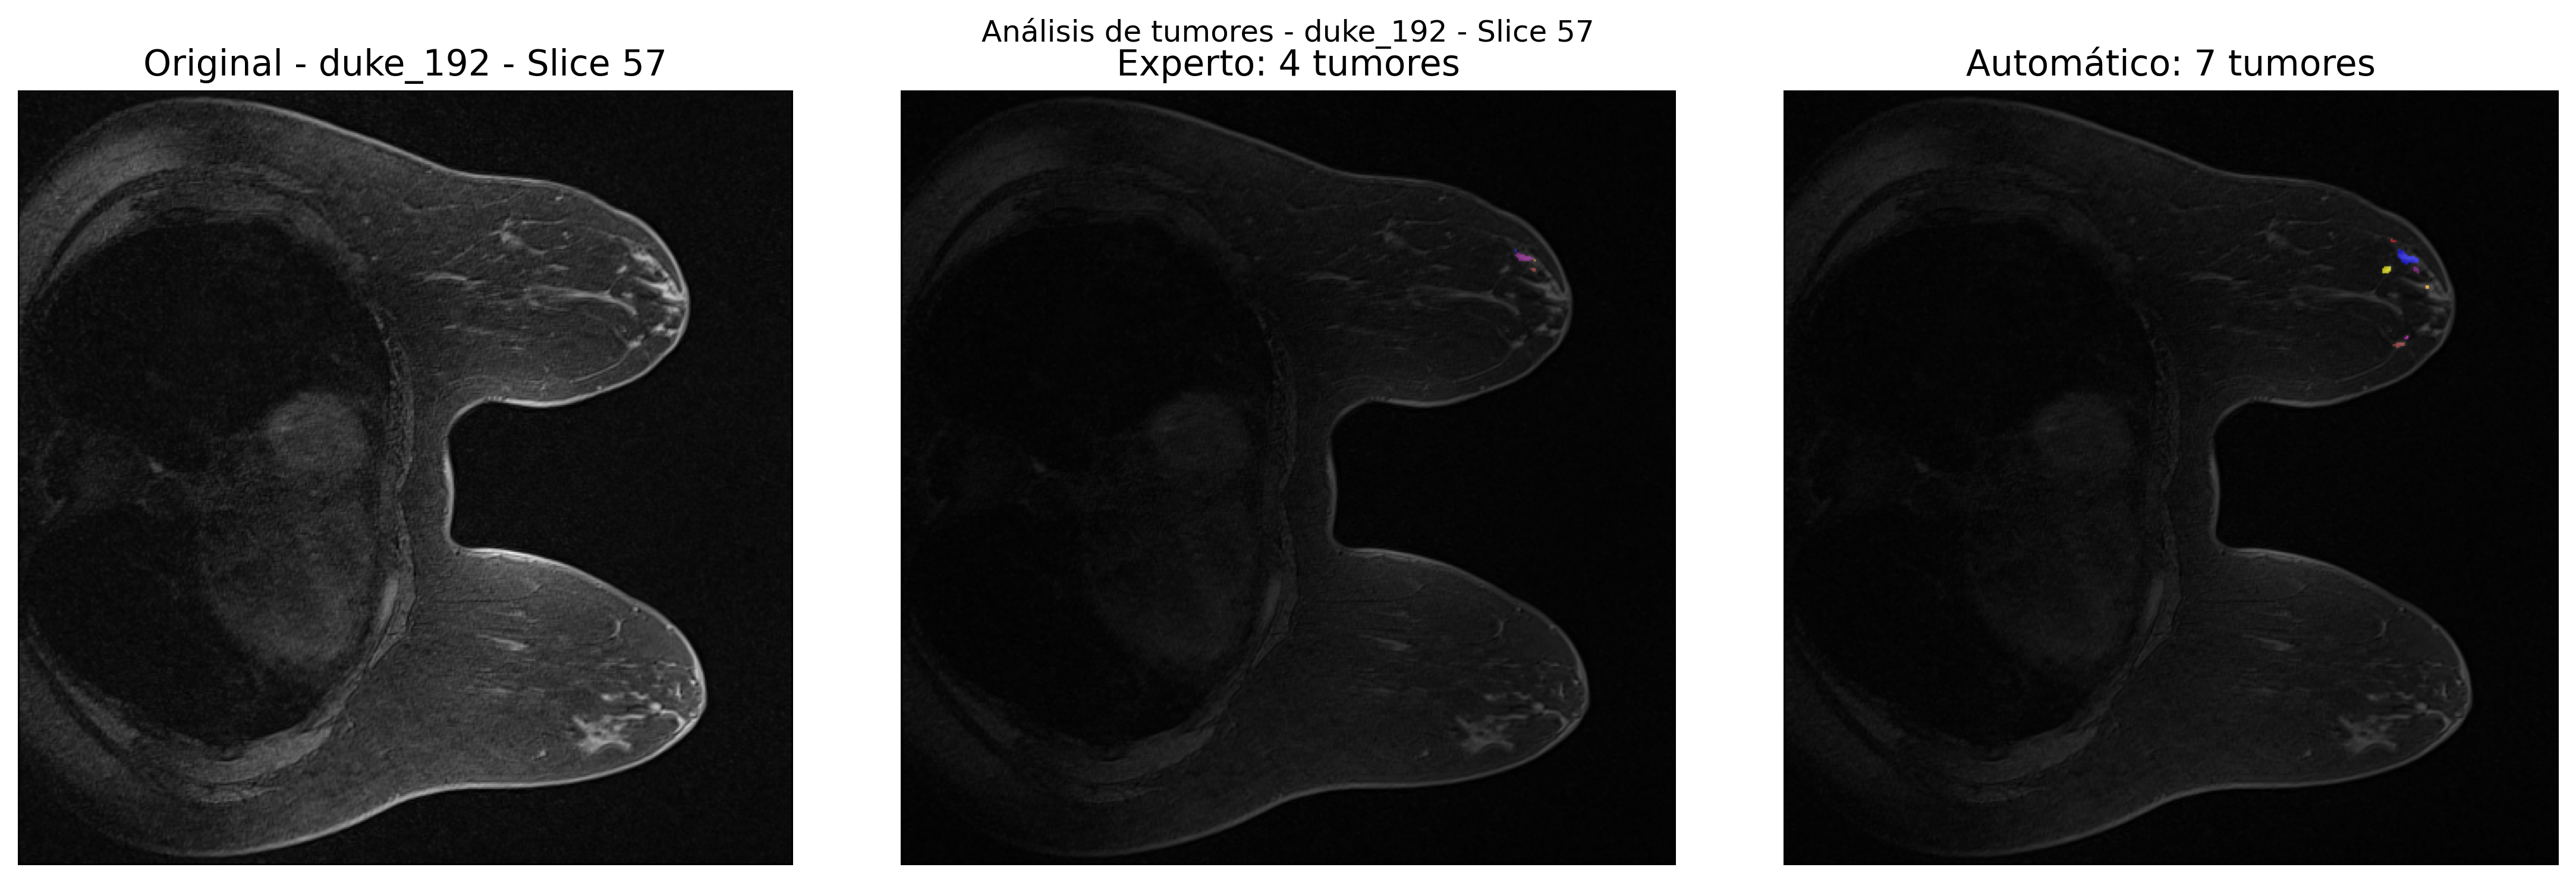 Análisis de tumores - duke_192 - Slice 57
Original - duke_192 - Slice 57
Experto: 4 tumores
Automático: 7 tumores